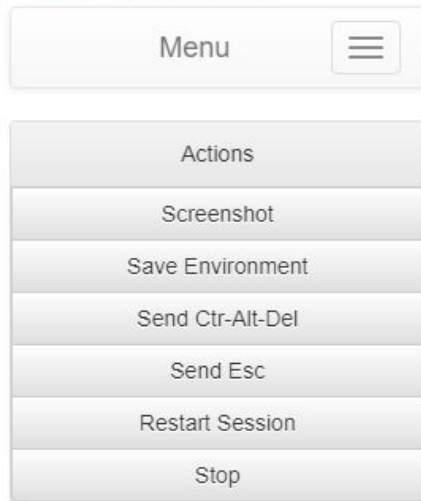 Menu
Actions
Screenshot
Save Environment
Send Ctr-Alt-Del
Send Esc
Restart Session
Stop